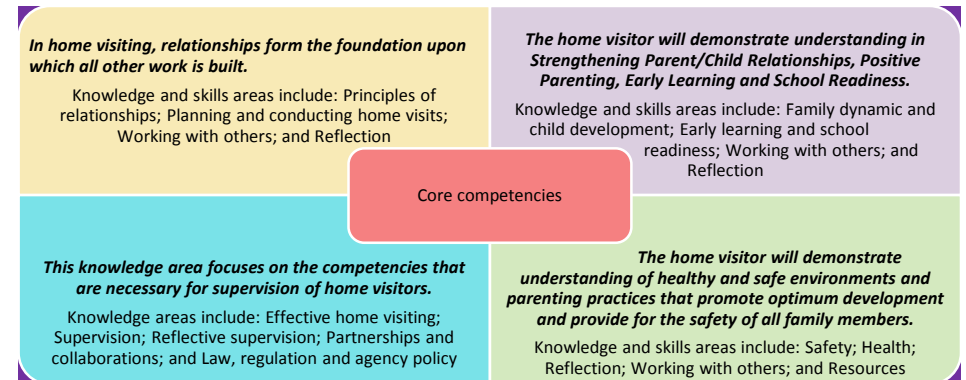 In home visiting, relationships form the foundation upon
which all other work is built.
Knowledge and skills areas include: Principles of
relationships; Planning and conducting home visits;
Working with others; and Reflection
The home visitor will demonstrate understanding in
Strengthening Parent/Child Relationships, Positive
Parenting, Early Learning and School Readiness.
Knowledge and skills areas include: Family dynamic and
child development; Early learning and school
readiness; Working with others; and
Reflection
Core competencies
This knowledge area focuses on the competencies that
are necessary for supervision of home visitors.
Knowledge areas include: Effective home visiting;
Supervision; Reflective supervision; Partnerships and
collaborations; and Law, regulation and agency policy
The home visitor will demonstrate
understanding of healthy and safe environments and
parenting practices that promote optimum development
and provide for the safety of all family members.
Knowledge and skills areas include: Safety; Health;
Reflection; Working with others; and Resources